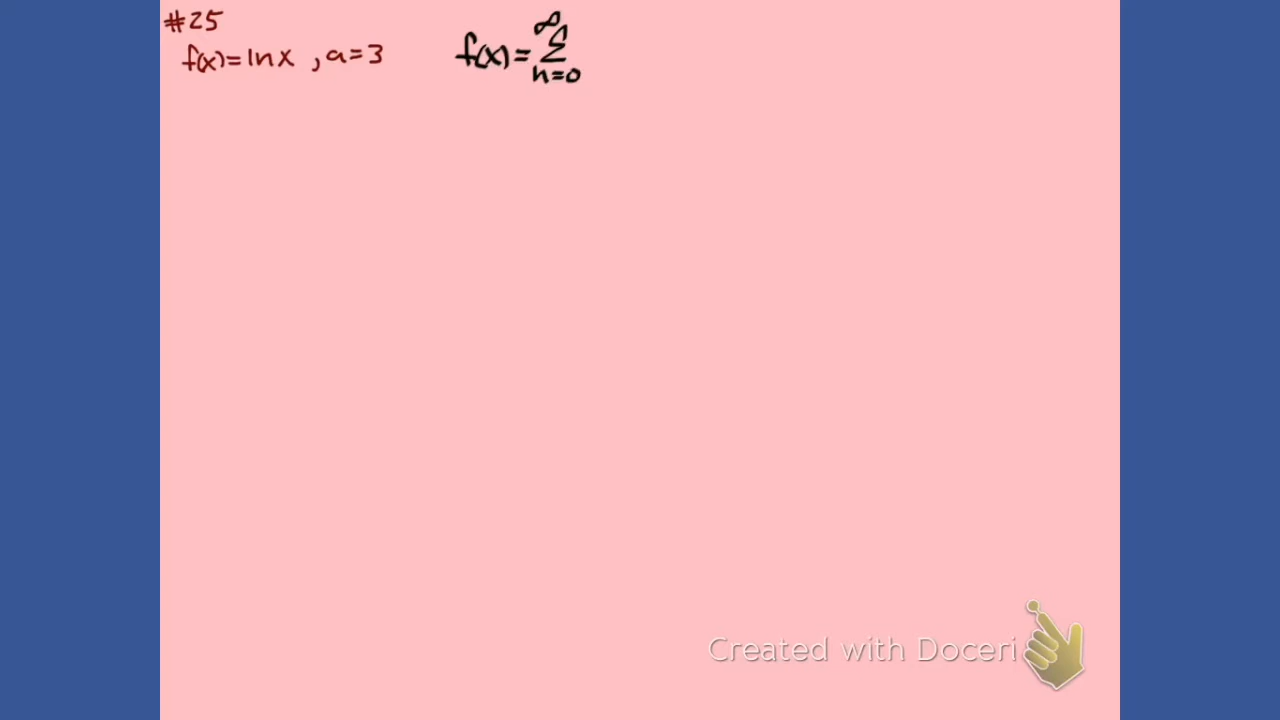 #25
f(x)=ln x , a=3
f(x)= ∞ Σ n=0
Created with Doceri